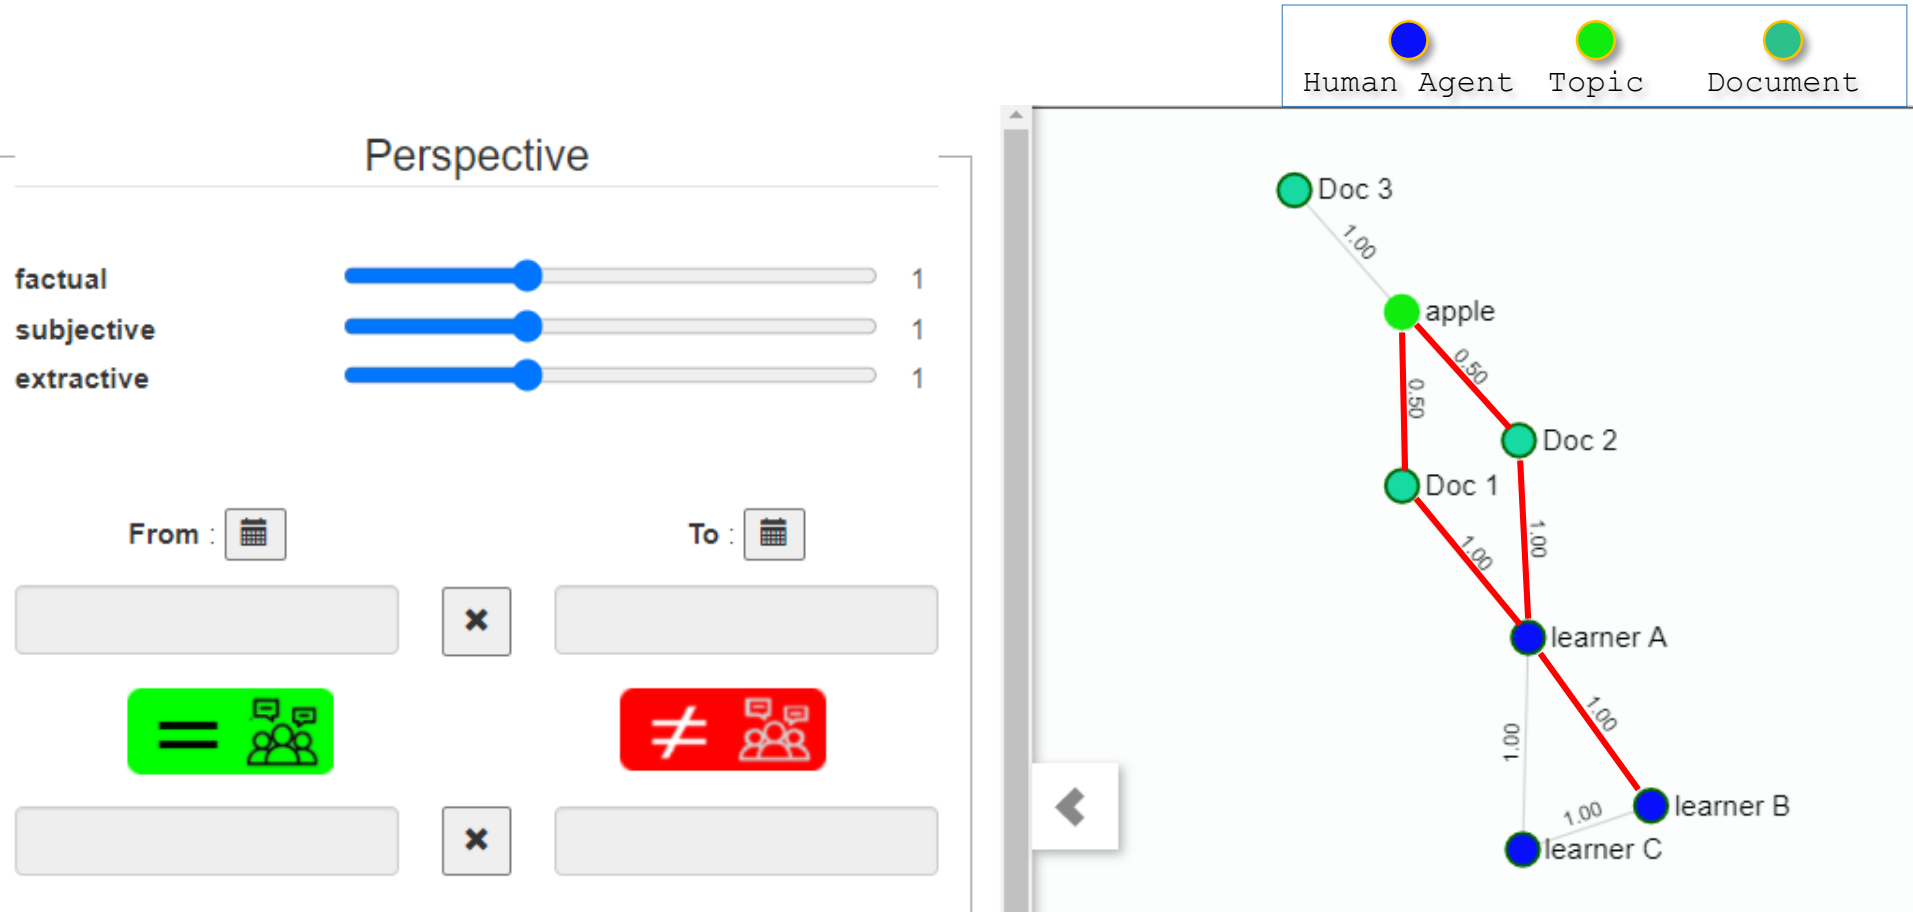 Human Agent Topic Document
Perspective
factual 1
subjective 1
extractive 1
From : To :
Doc 3
1.00
apple
0.50
0.50
Doc 2
Doc 1
1.00
1.00
learner A
1.00
1.00
learner B
1.00
learner C